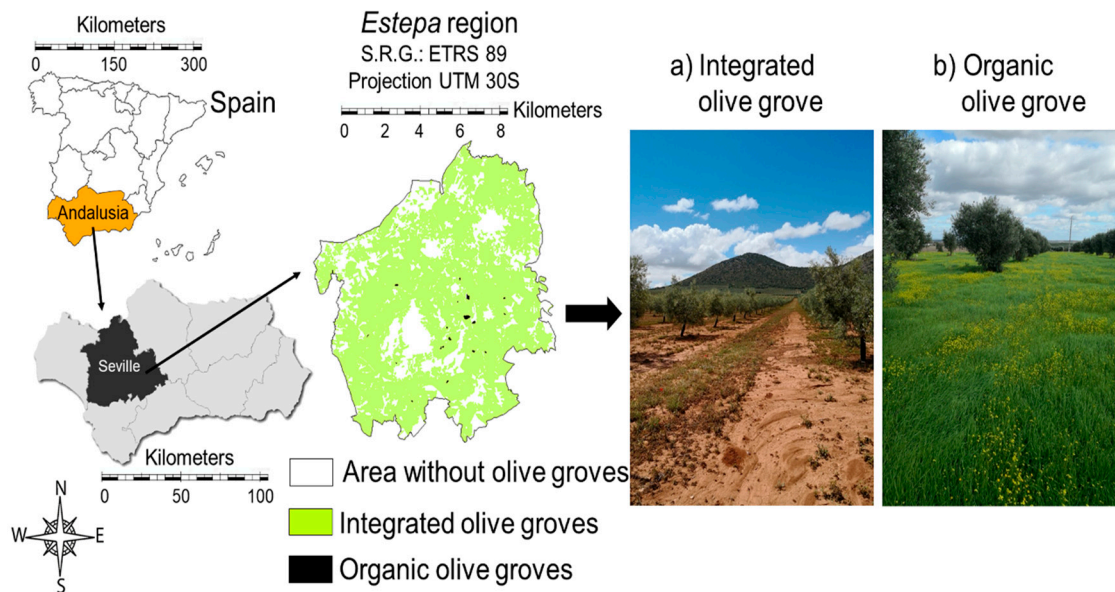 Kilometers
0 150 300
Spain
Andalusia
Seville
Kilometers
0 50 100
N
W E
S
Estepa region
S.R.G.: ETRS 89
Projection UTM 30S
Kilometers
0 2 4 6 8
Area without olive groves
Integrated olive groves
Organic olive groves
a) Integrated
olive grove
b) Organic
olive grove